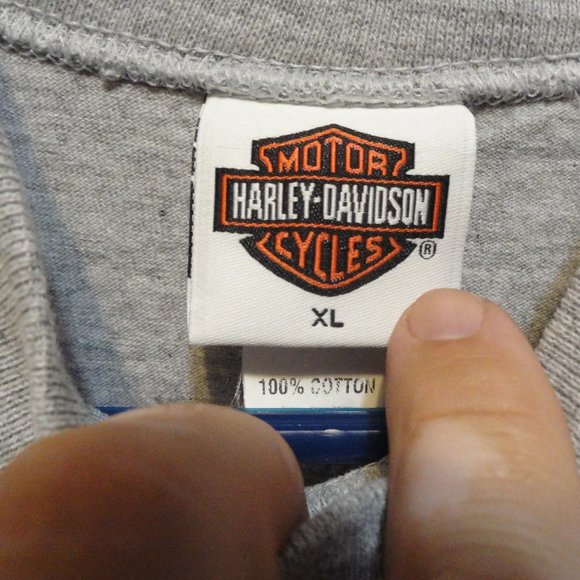 MOTOR
HARLEY-DAVIDSON
CYCLES
®
XL
100% COTTON